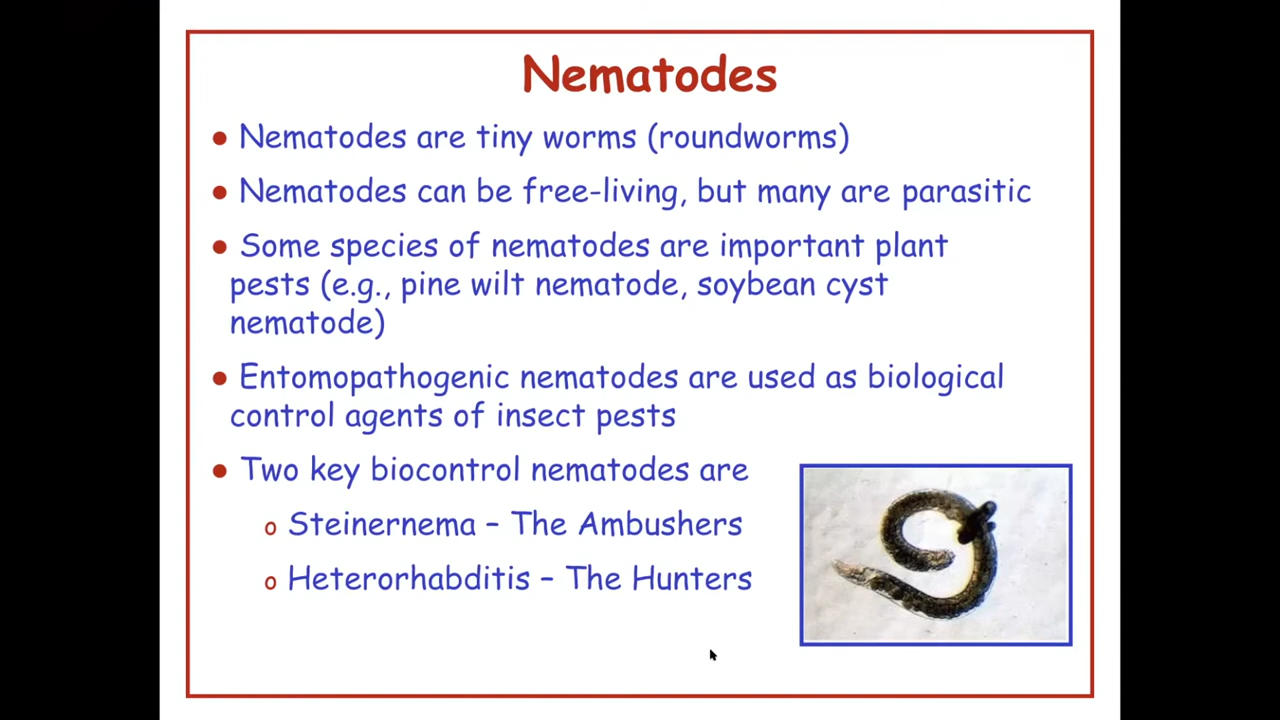 Nematodes
● Nematodes are tiny worms (roundworms)
● Nematodes can be free-living, but many are parasitic
● Some species of nematodes are important plant
pests (e.g., pine wilt nematode, soybean cyst
nematode)
● Entomopathogenic nematodes are used as biological
control agents of insect pests
● Two key biocontrol nematodes are
o Steinernema – The Ambushers
o Heterorhabditis – The Hunters